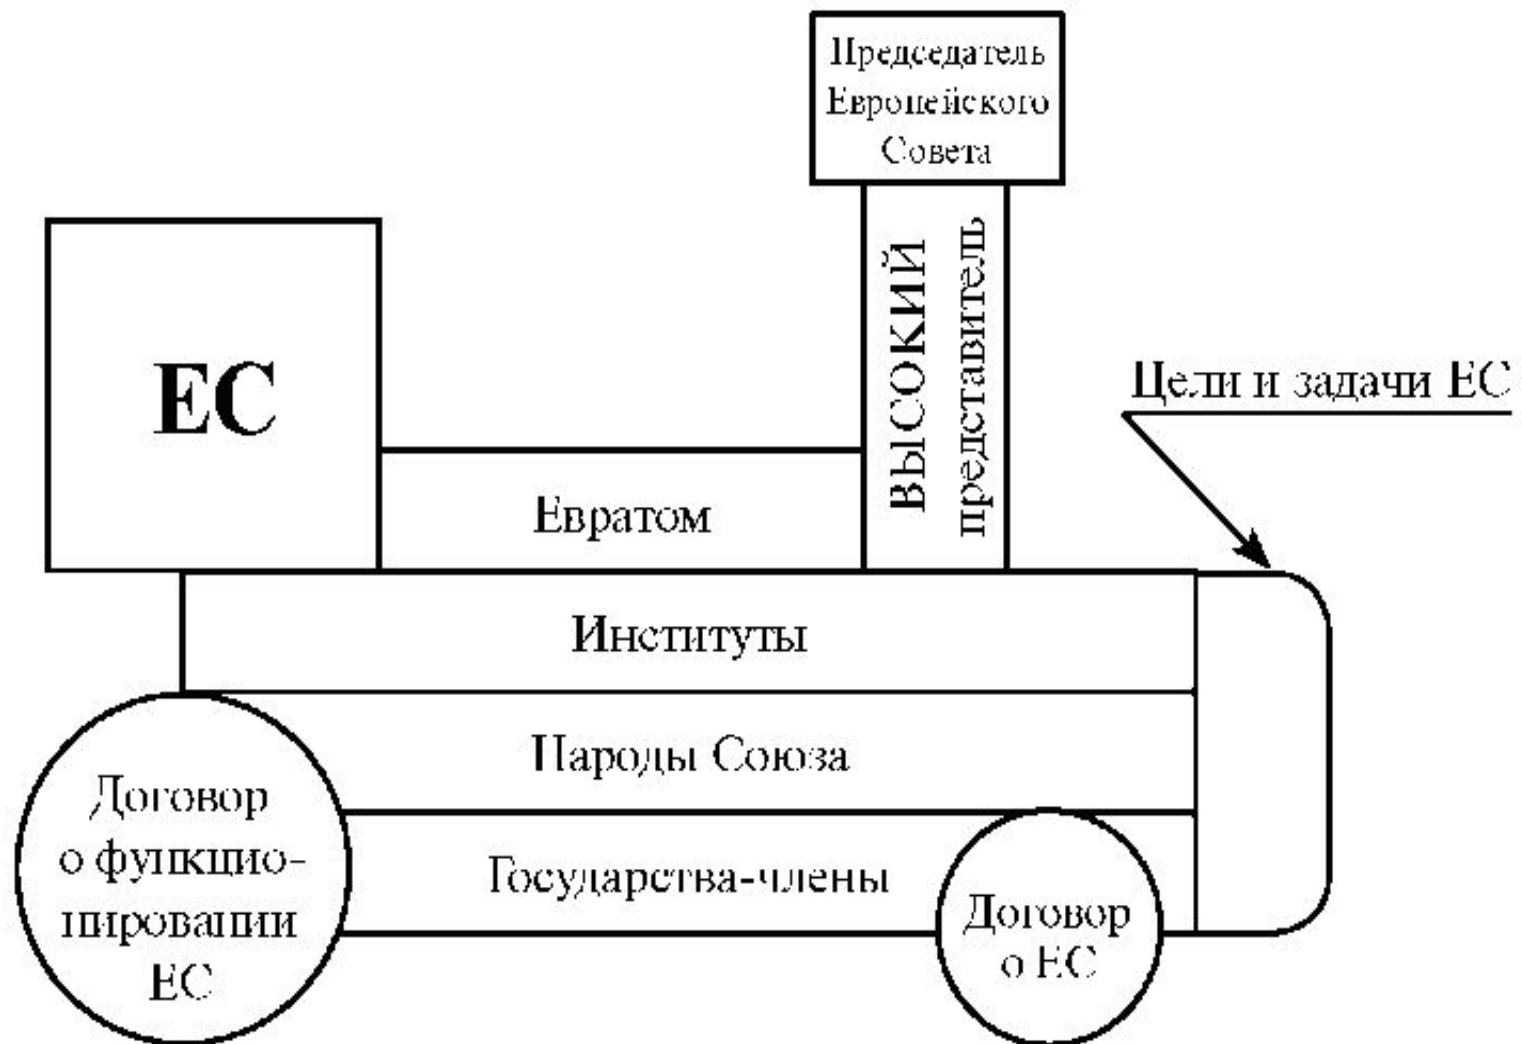 Председатель
Европейского
Совета
ЕС
ВЫСОКИЙ
представитель
Цели и задачи ЕС
Евратом
Институты
Народы Союза
Договор
о функцио-
нировании
ЕС
Государства-члены
Договор
о ЕС